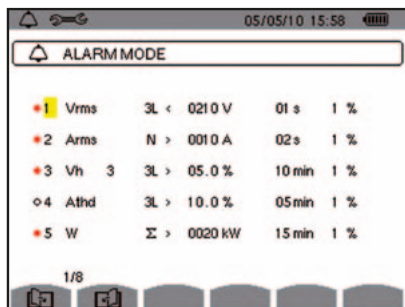 05/05/10 15:58
ALARM MODE
1 Vrms 3L < 0210 V 01 s 1 %
2 Arms N > 0010 A 02 s 1 %
3 Vh 3 3L > 05.0 % 10 min 1 %
4 Athd 3L > 10.0 % 05 min 1 %
5 W Σ > 0020 kW 15 min 1 %
1/8